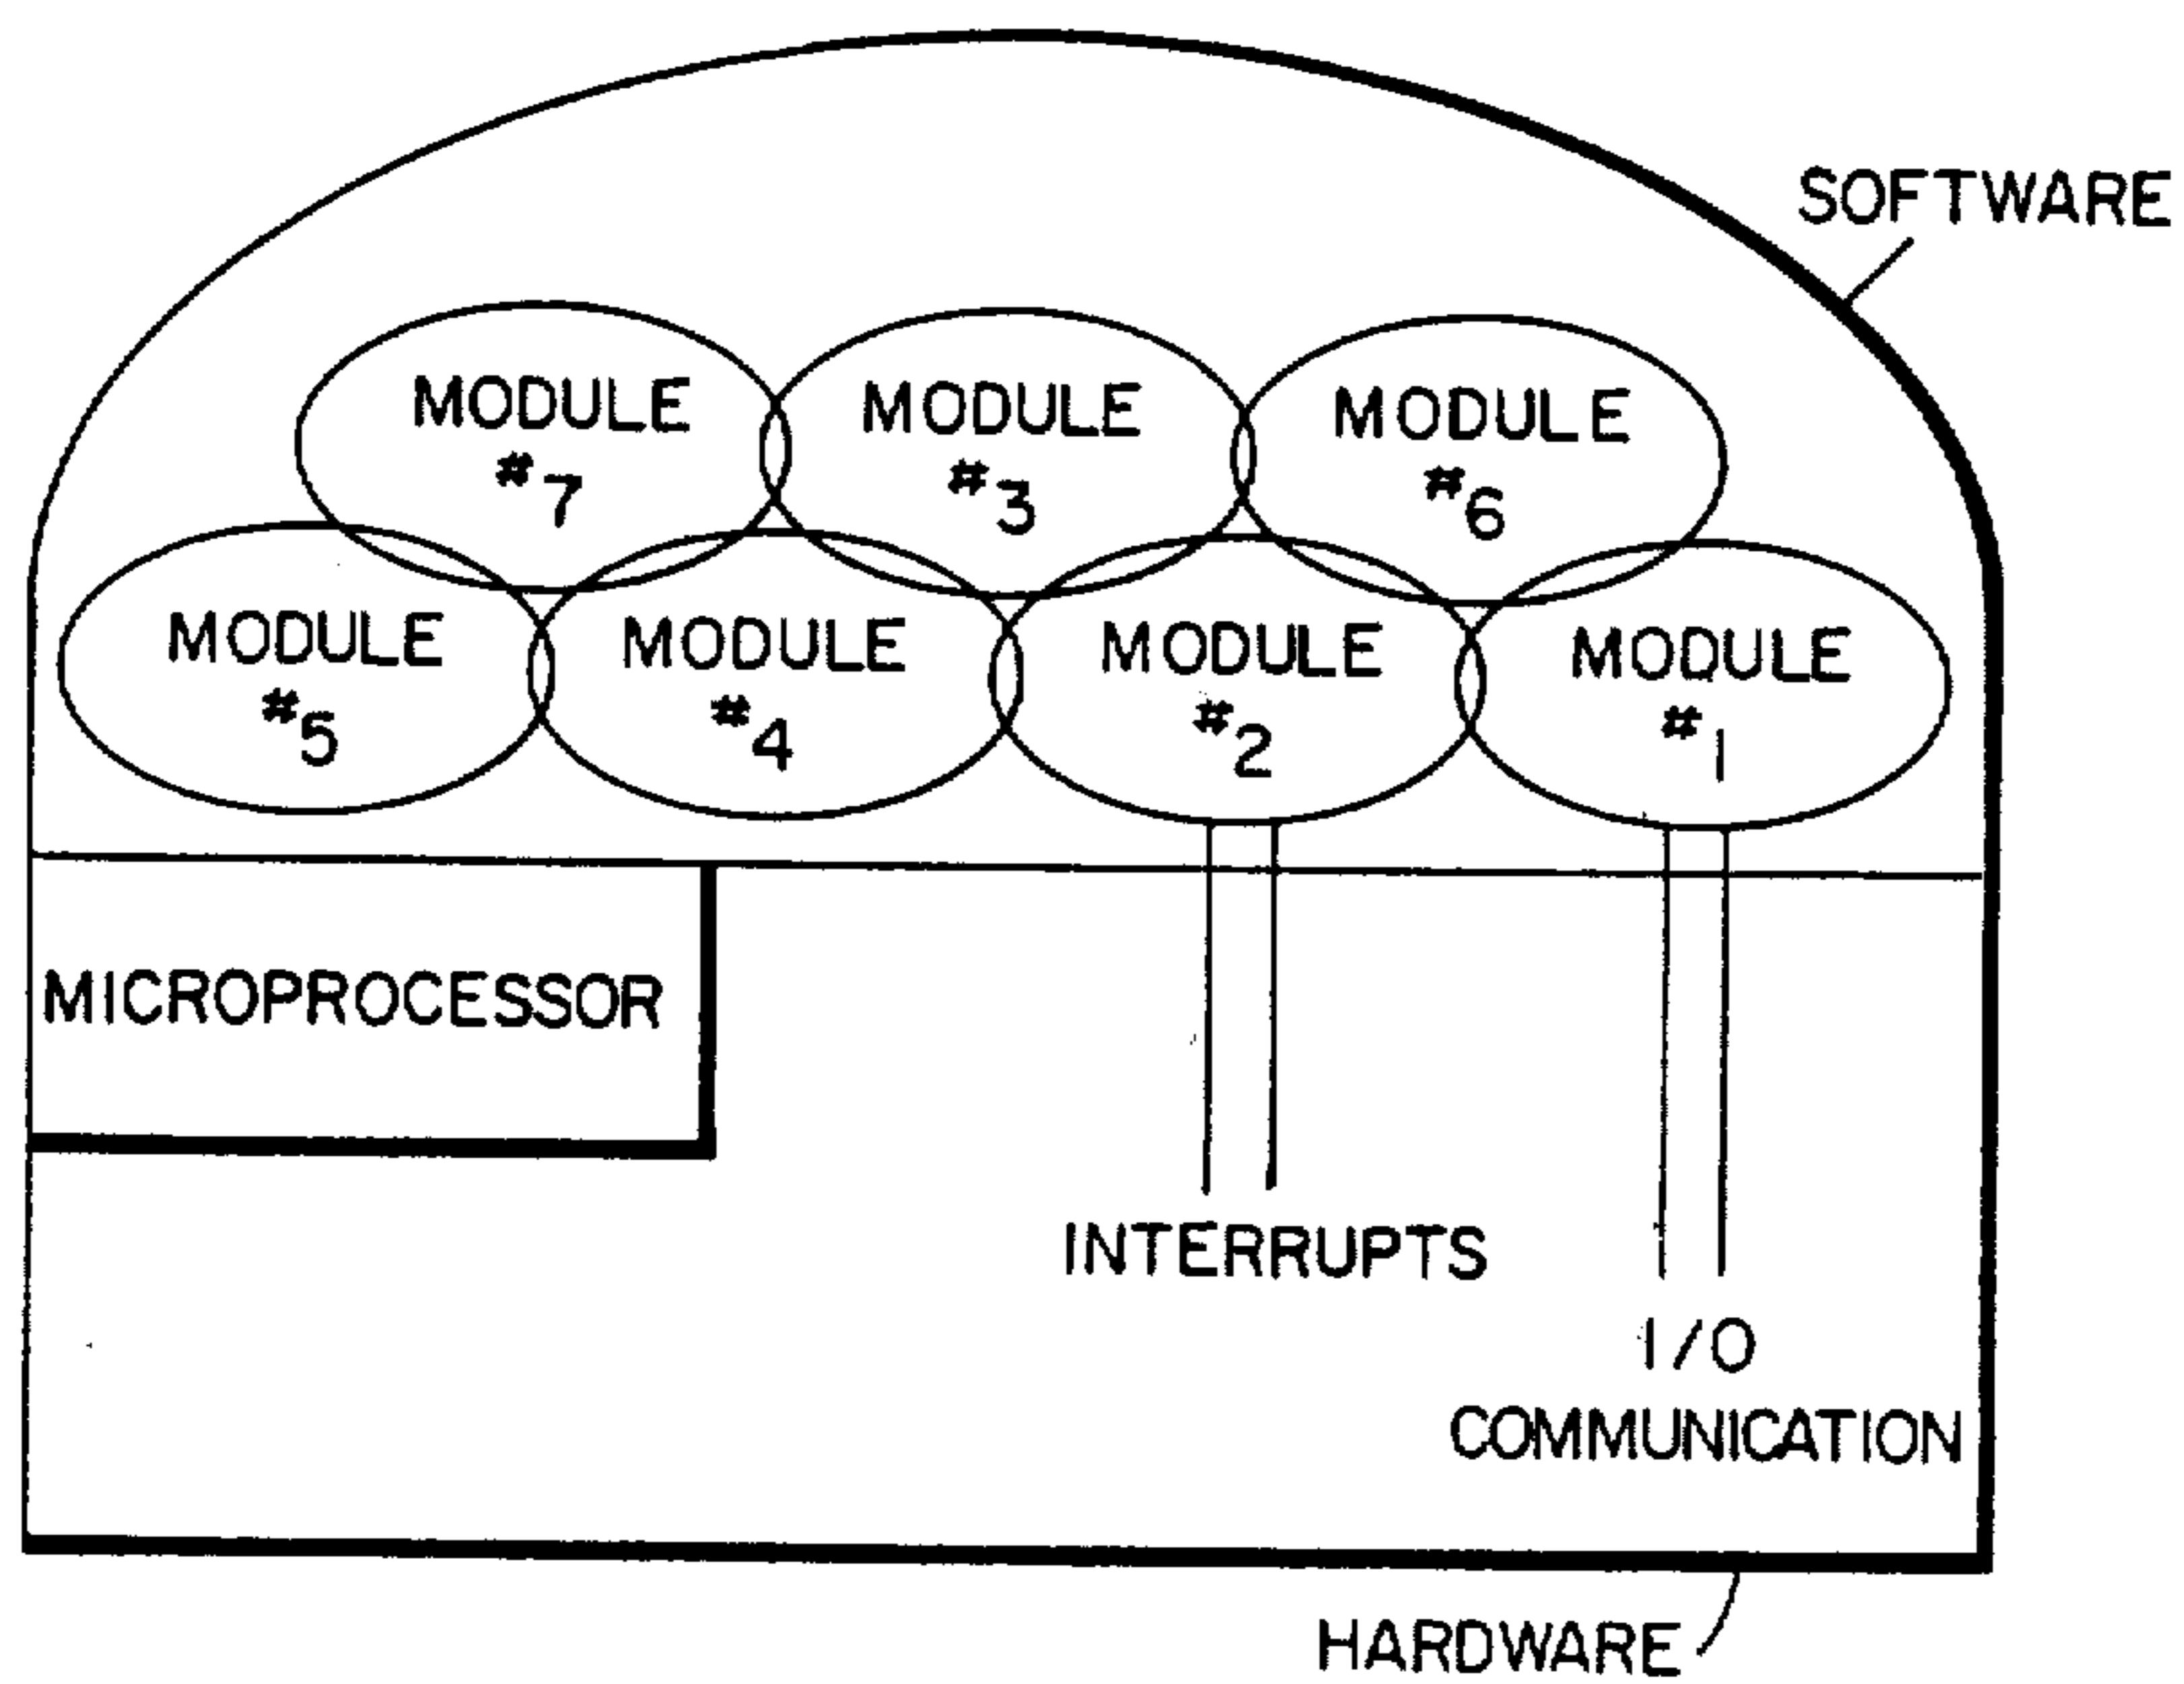 SOFTWARE
MODULE
#7
MODULE
#3
MODULE
#6
MODULE
#5
MODULE
#4
MODULE
#2
MODULE
#1
MICROPROCESSOR
INTERRUPTS
I/O
COMMUNICATION
HARDWARE